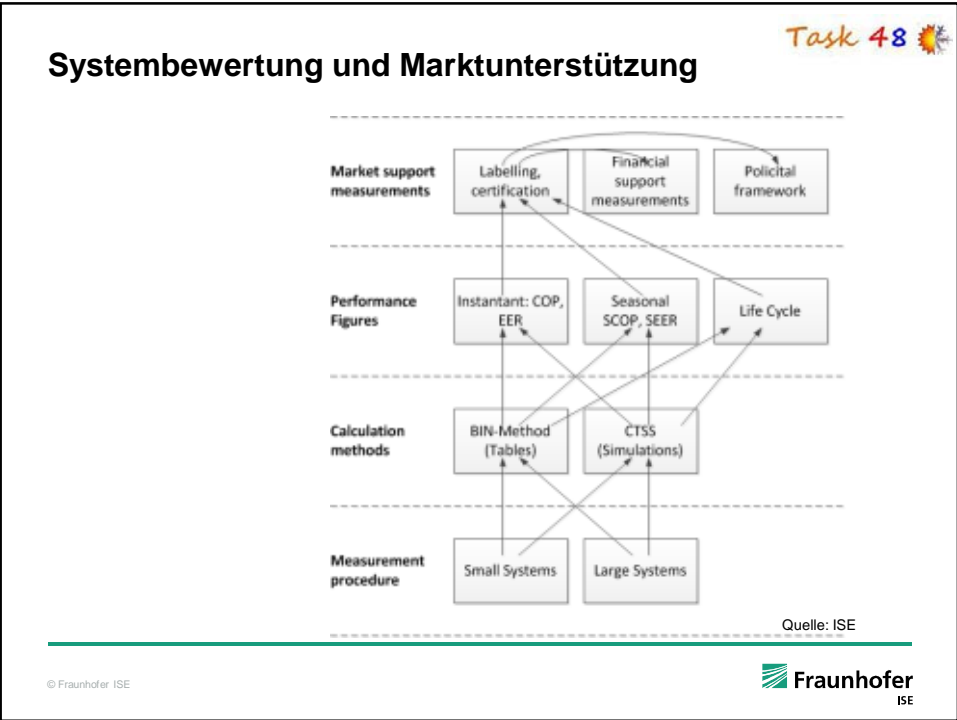 Task 48
Systembewertung und Marktunterstützung
Market support
measurements
Labelling,
certification
Financial
support
measurements
Policital
framework
Performance
Figures
Instantant: COP,
EER
Seasonal
SCOP, SEER
Life Cycle
Calculation
methods
BIN-Method
(Tables)
CTSS
(Simulations)
Measurement
procedure
Small Systems
Large Systems
Quelle: ISE
© Fraunhofer ISE
Fraunhofer
ISE